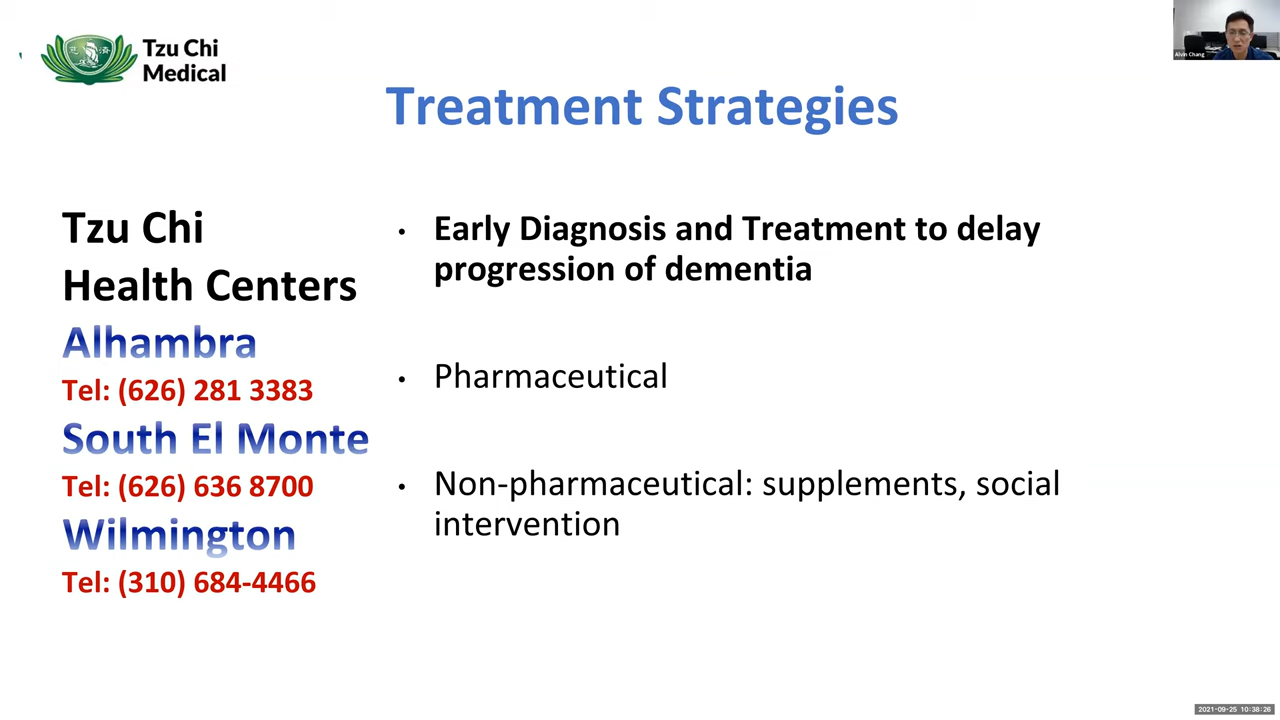 Tzu Chi
Medical
Alvin Chang
Treatment Strategies
Tzu Chi
Health Centers
Alhambra
Tel: (626) 281 3383
South El Monte
Tel: (626) 636 8700
Wilmington
Tel: (310) 684-4466
• Early Diagnosis and Treatment to delay
progression of dementia
• Pharmaceutical
• Non-pharmaceutical: supplements, social
intervention
2021-09-25 10:38:26